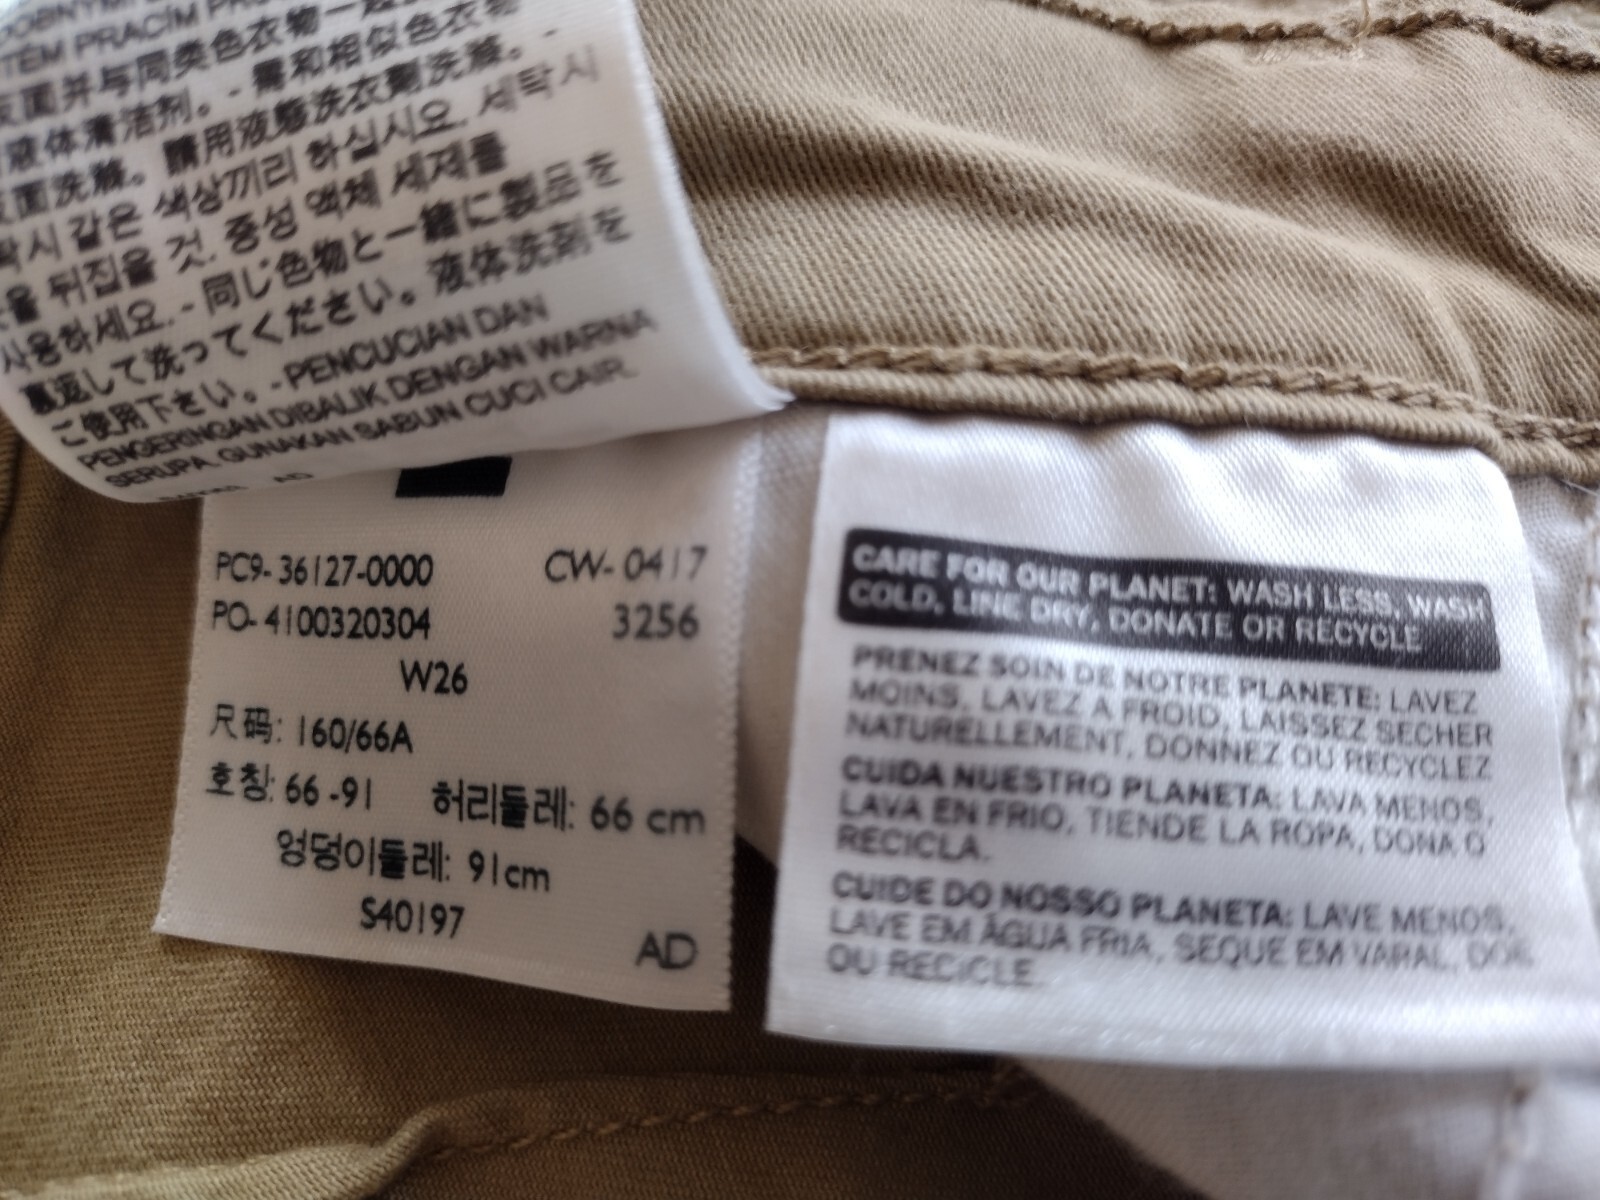 TÉM PRACÍM
面并与同类色衣物一起
液体清洁剂。- 需和相似色衣物
面洗滌。請用液態洗衣劑洗滌。-
시 같은 색상끼리 하십시오. 세탁시
을 뒤집을 것. 중성 액체 세제를
사용하세요. - 同じ色物と一緒に製品を
裏返して洗ってください。液体洗剤を
ご使用下さい。- PENCUCIAN DAN
PENGERINGAN DIBALIK DENGAN WARNA
SERUPA. GUNAKAN SABUN CUCI CAIR.
AD
PC9- 36127-0000 CW- 0417
PO- 4100320304 3256
W26
尺码: 160/66A
호칭: 66 -91 허리둘레: 66 cm
엉덩이둘레: 91cm
S40197
AD
CARE FOR OUR PLANET: WASH LESS, WASH
COLD, LINE DRY, DONATE OR RECYCLE
PRENEZ SOIN DE NOTRE PLANETE: LAVEZ
MOINS, LAVEZ A FROID, LAISSEZ SECHER
NATURELLEMENT, DONNEZ OU RECYCLEZ
CUIDA NUESTRO PLANETA: LAVA MENOS,
LAVA EN FRIO, TIENDE LA ROPA, DONA O
RECICLA.
CUIDE DO NOSSO PLANETA: LAVE MENOS,
LAVE EM ÁGUA FRIA, SEQUE EM VARAL, DOE
OU RECICLE.